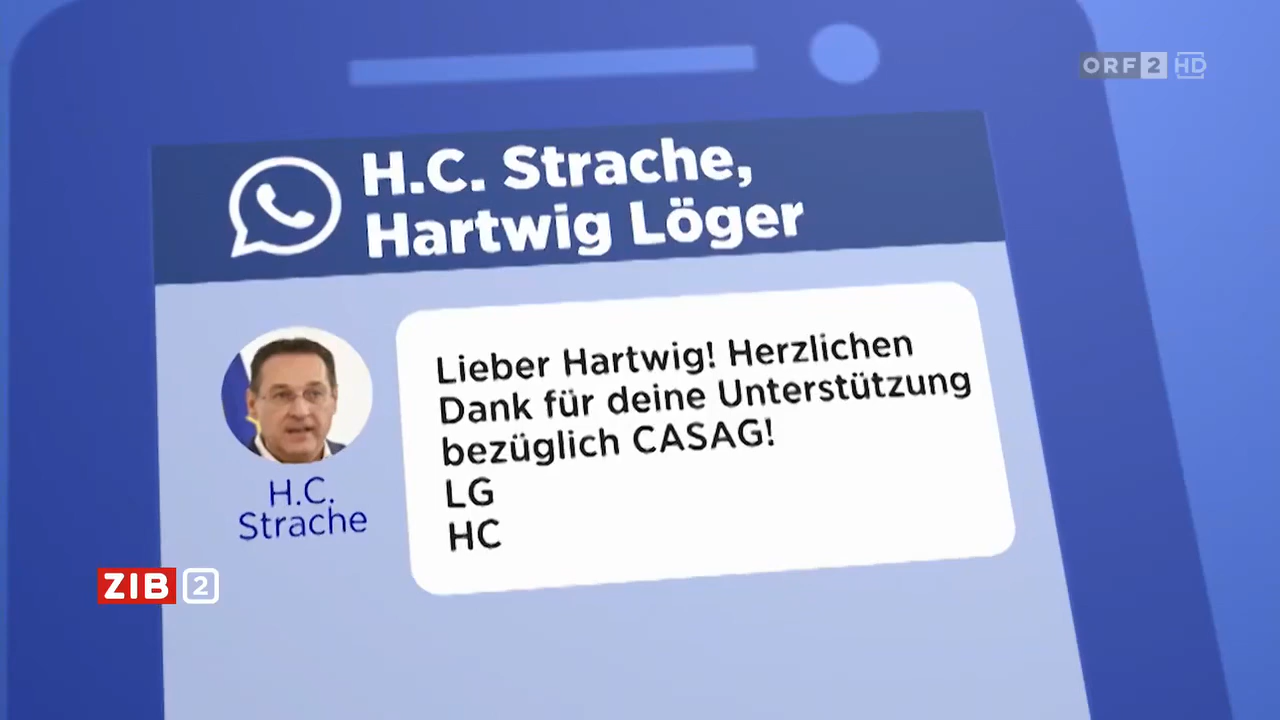 ORF 2 HD
H.C. Strache,
Hartwig Löger
Lieber Hartwig! Herzlichen
Dank für deine Unterstützung
bezüglich CASAG!
LG
HC
H.C.
Strache
ZIB 2